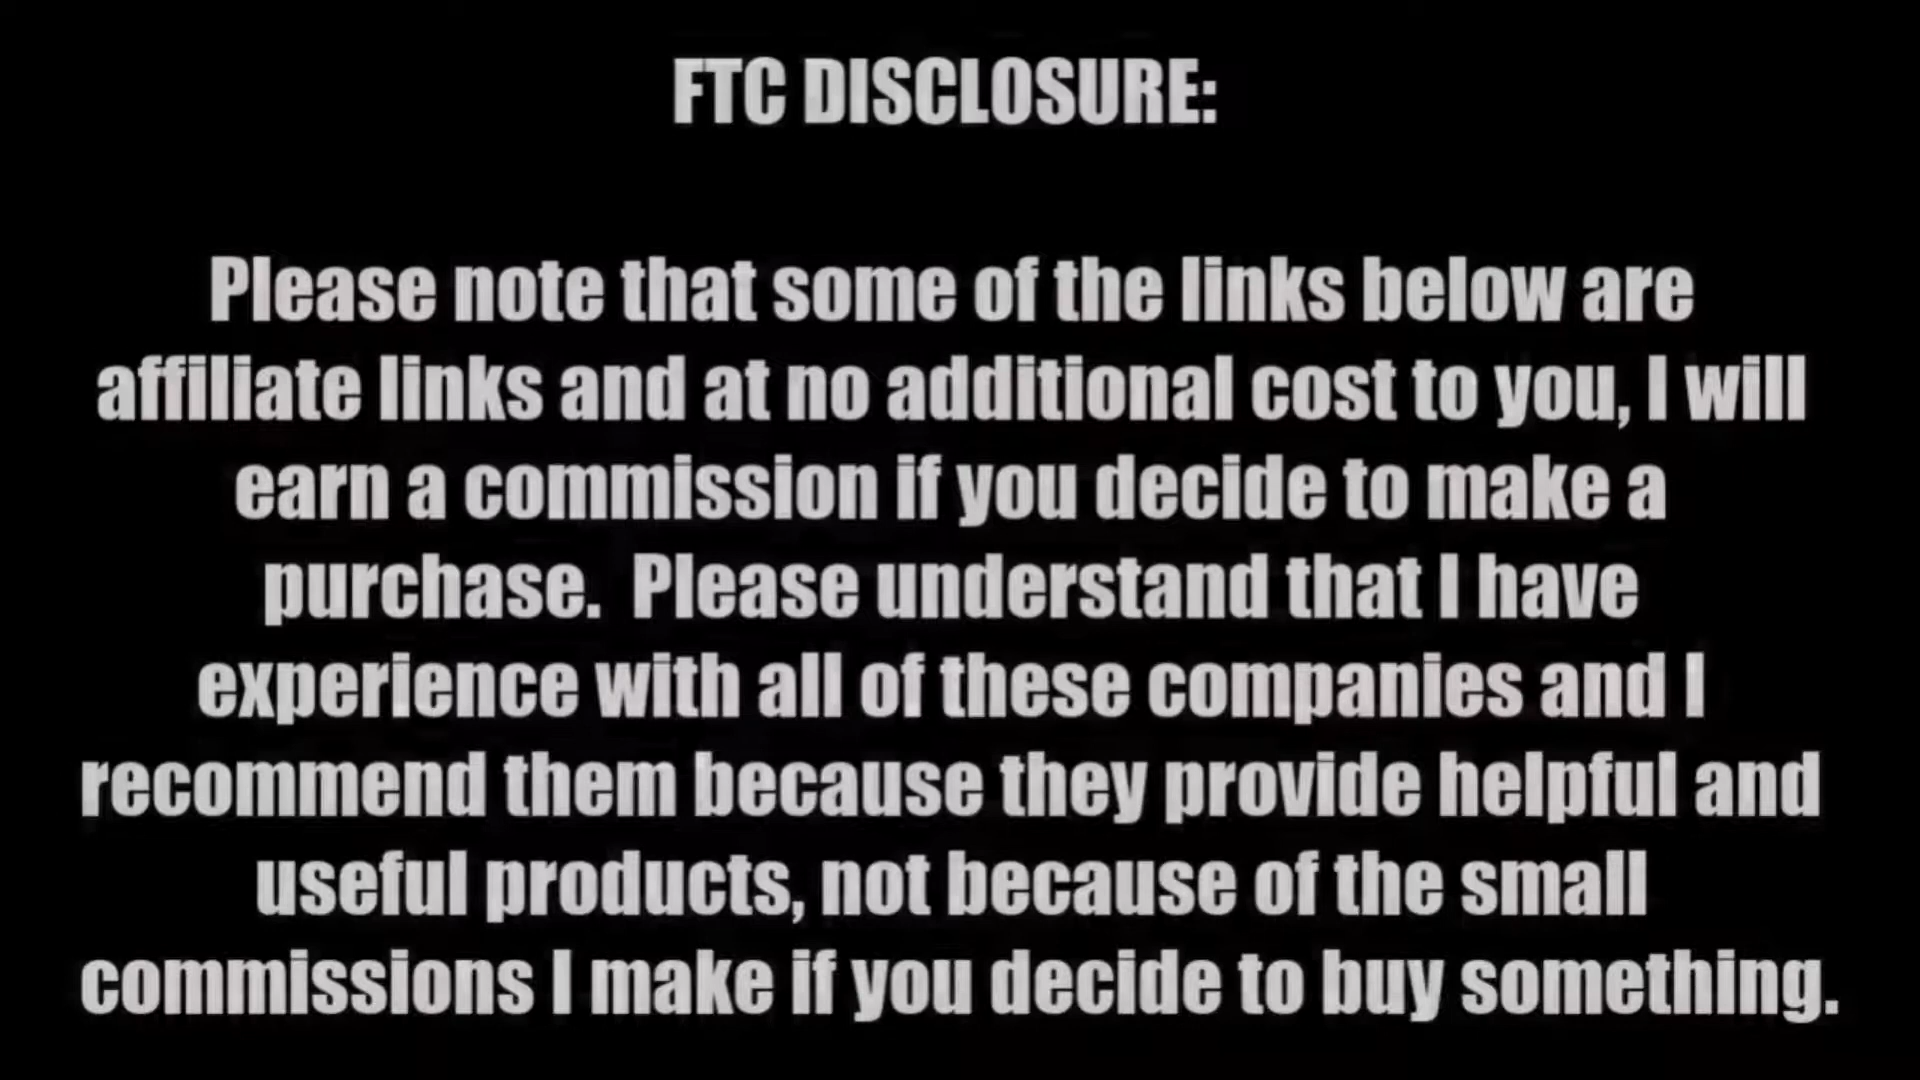 FTC DISCLOSURE:
Please note that some of the links below are
affiliate links and at no additional cost to you, I will
earn a commission if you decide to make a
purchase.  Please understand that I have
experience with all of these companies and I
recommend them because they provide helpful and
useful products, not because of the small
commissions I make if you decide to buy something.